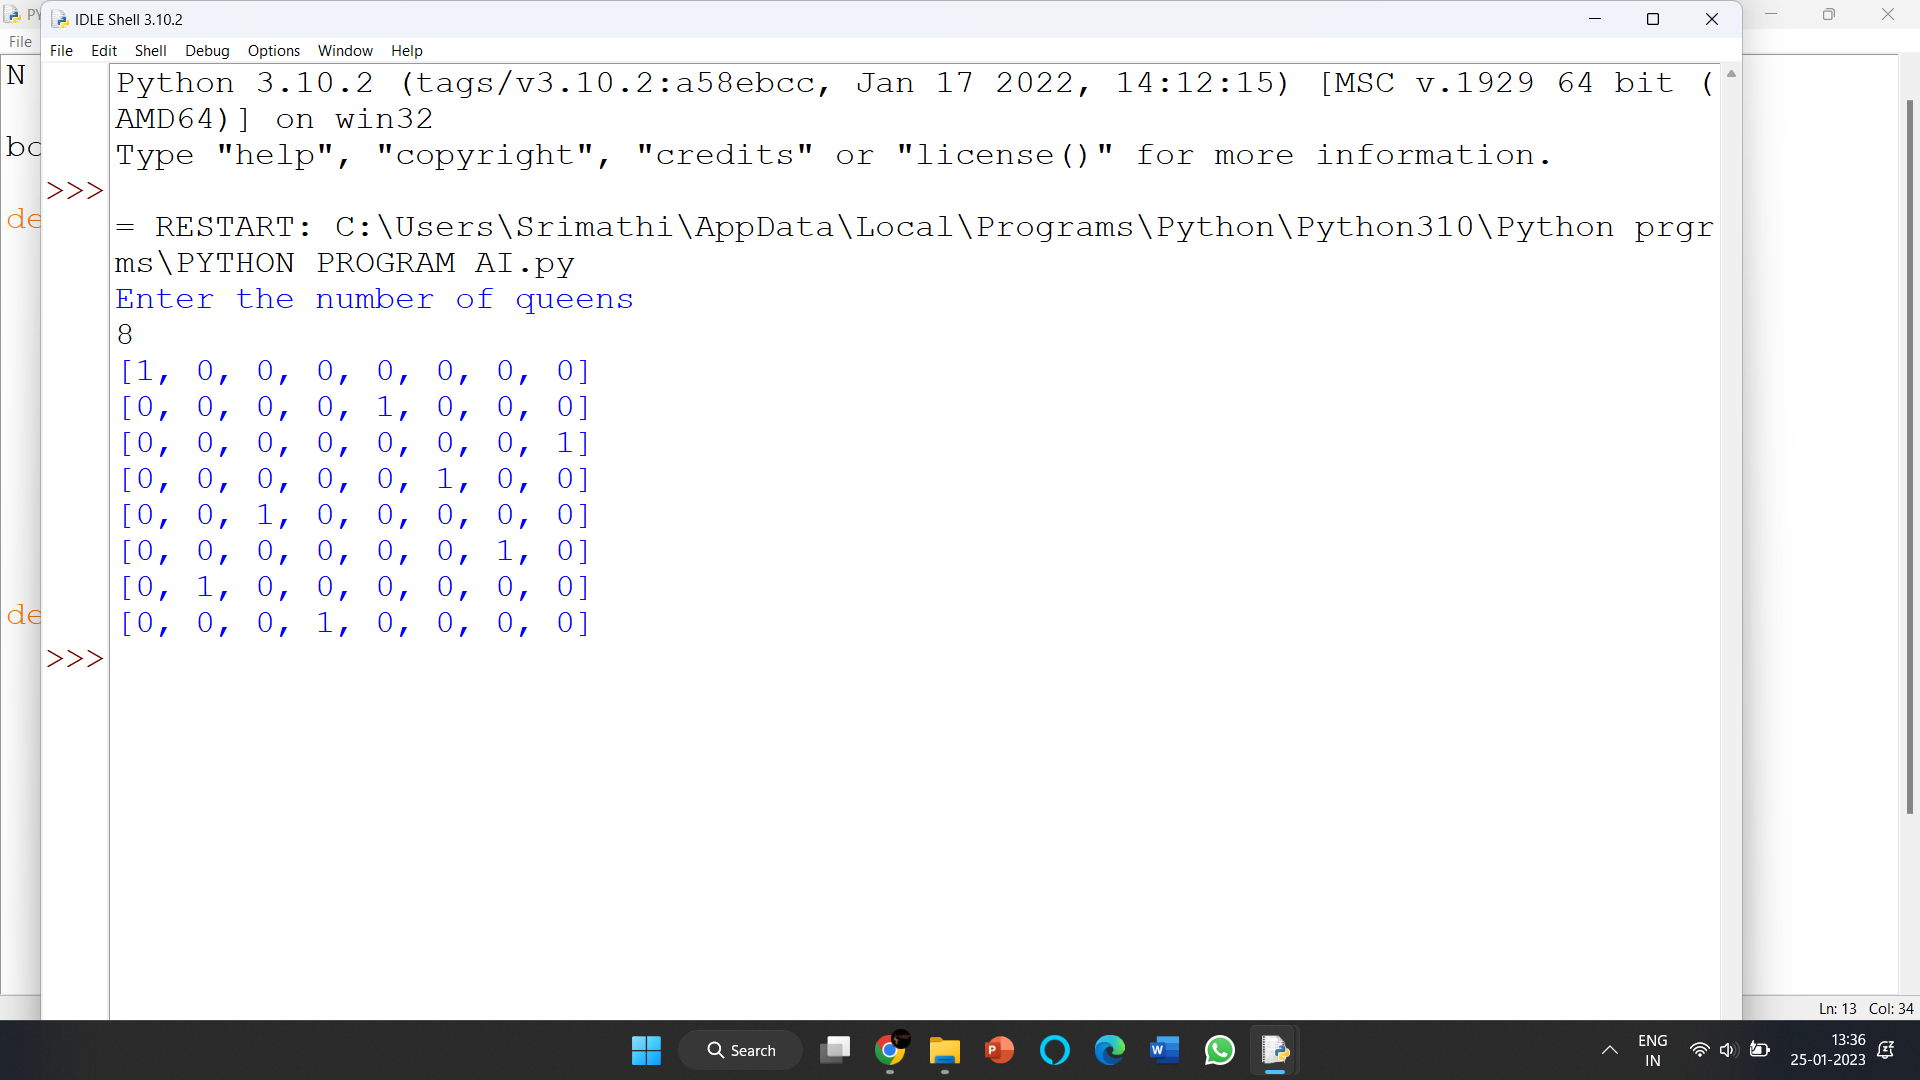 PY
IDLE Shell 3.10.2
File
File Edit Shell Debug Options Window Help
N
bo
de
de
Python 3.10.2 (tags/v3.10.2:a58ebcc, Jan 17 2022, 14:12:15) [MSC v.1929 64 bit (
AMD64)] on win32
Type "help", "copyright", "credits" or "license()" for more information.
>>>
= RESTART: C:\Users\Srimathi\AppData\Local\Programs\Python\Python310\Python prgr
ms\PYTHON PROGRAM AI.py
Enter the number of queens
8
[1, 0, 0, 0, 0, 0, 0, 0]
[0, 0, 0, 0, 1, 0, 0, 0]
[0, 0, 0, 0, 0, 0, 0, 1]
[0, 0, 0, 0, 0, 1, 0, 0]
[0, 0, 1, 0, 0, 0, 0, 0]
[0, 0, 0, 0, 0, 0, 1, 0]
[0, 1, 0, 0, 0, 0, 0, 0]
[0, 0, 0, 1, 0, 0, 0, 0]
>>>
Ln: 13 Col: 34
Search
P
W
ENG
IN
13:36
25-01-2023